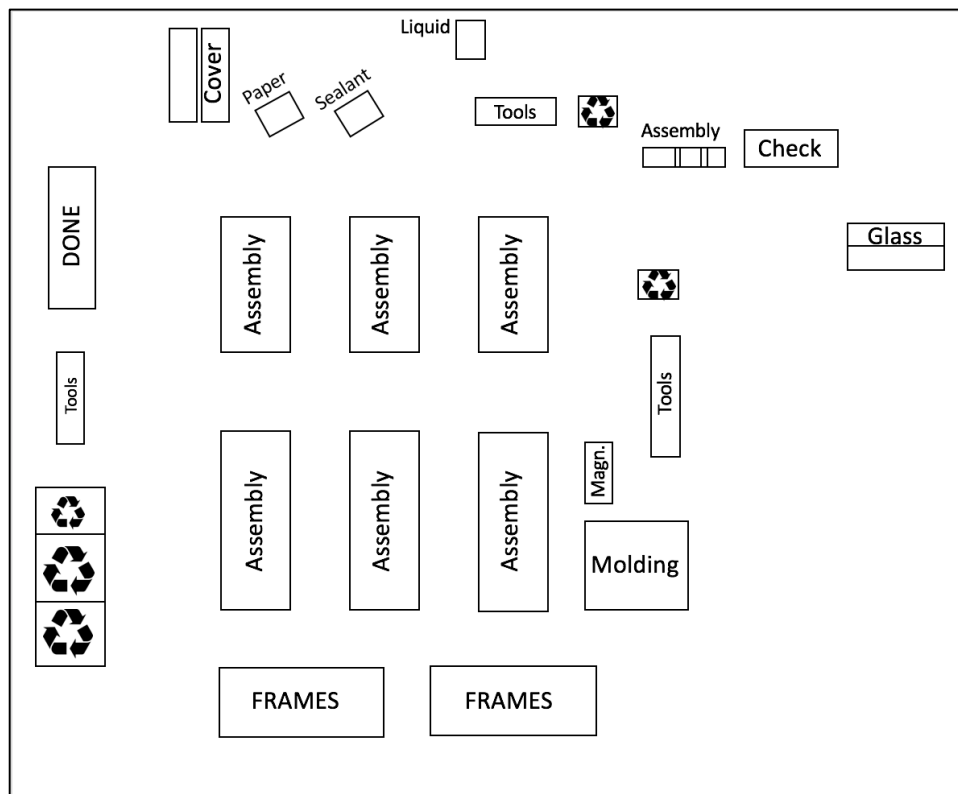 Liquid
Cover
Paper
Sealant
Tools
Assembly
Check
DONE
Glass
Assembly
Assembly
Assembly
Tools
Tools
Assembly
Assembly
Assembly
Magn.
Molding
FRAMES
FRAMES